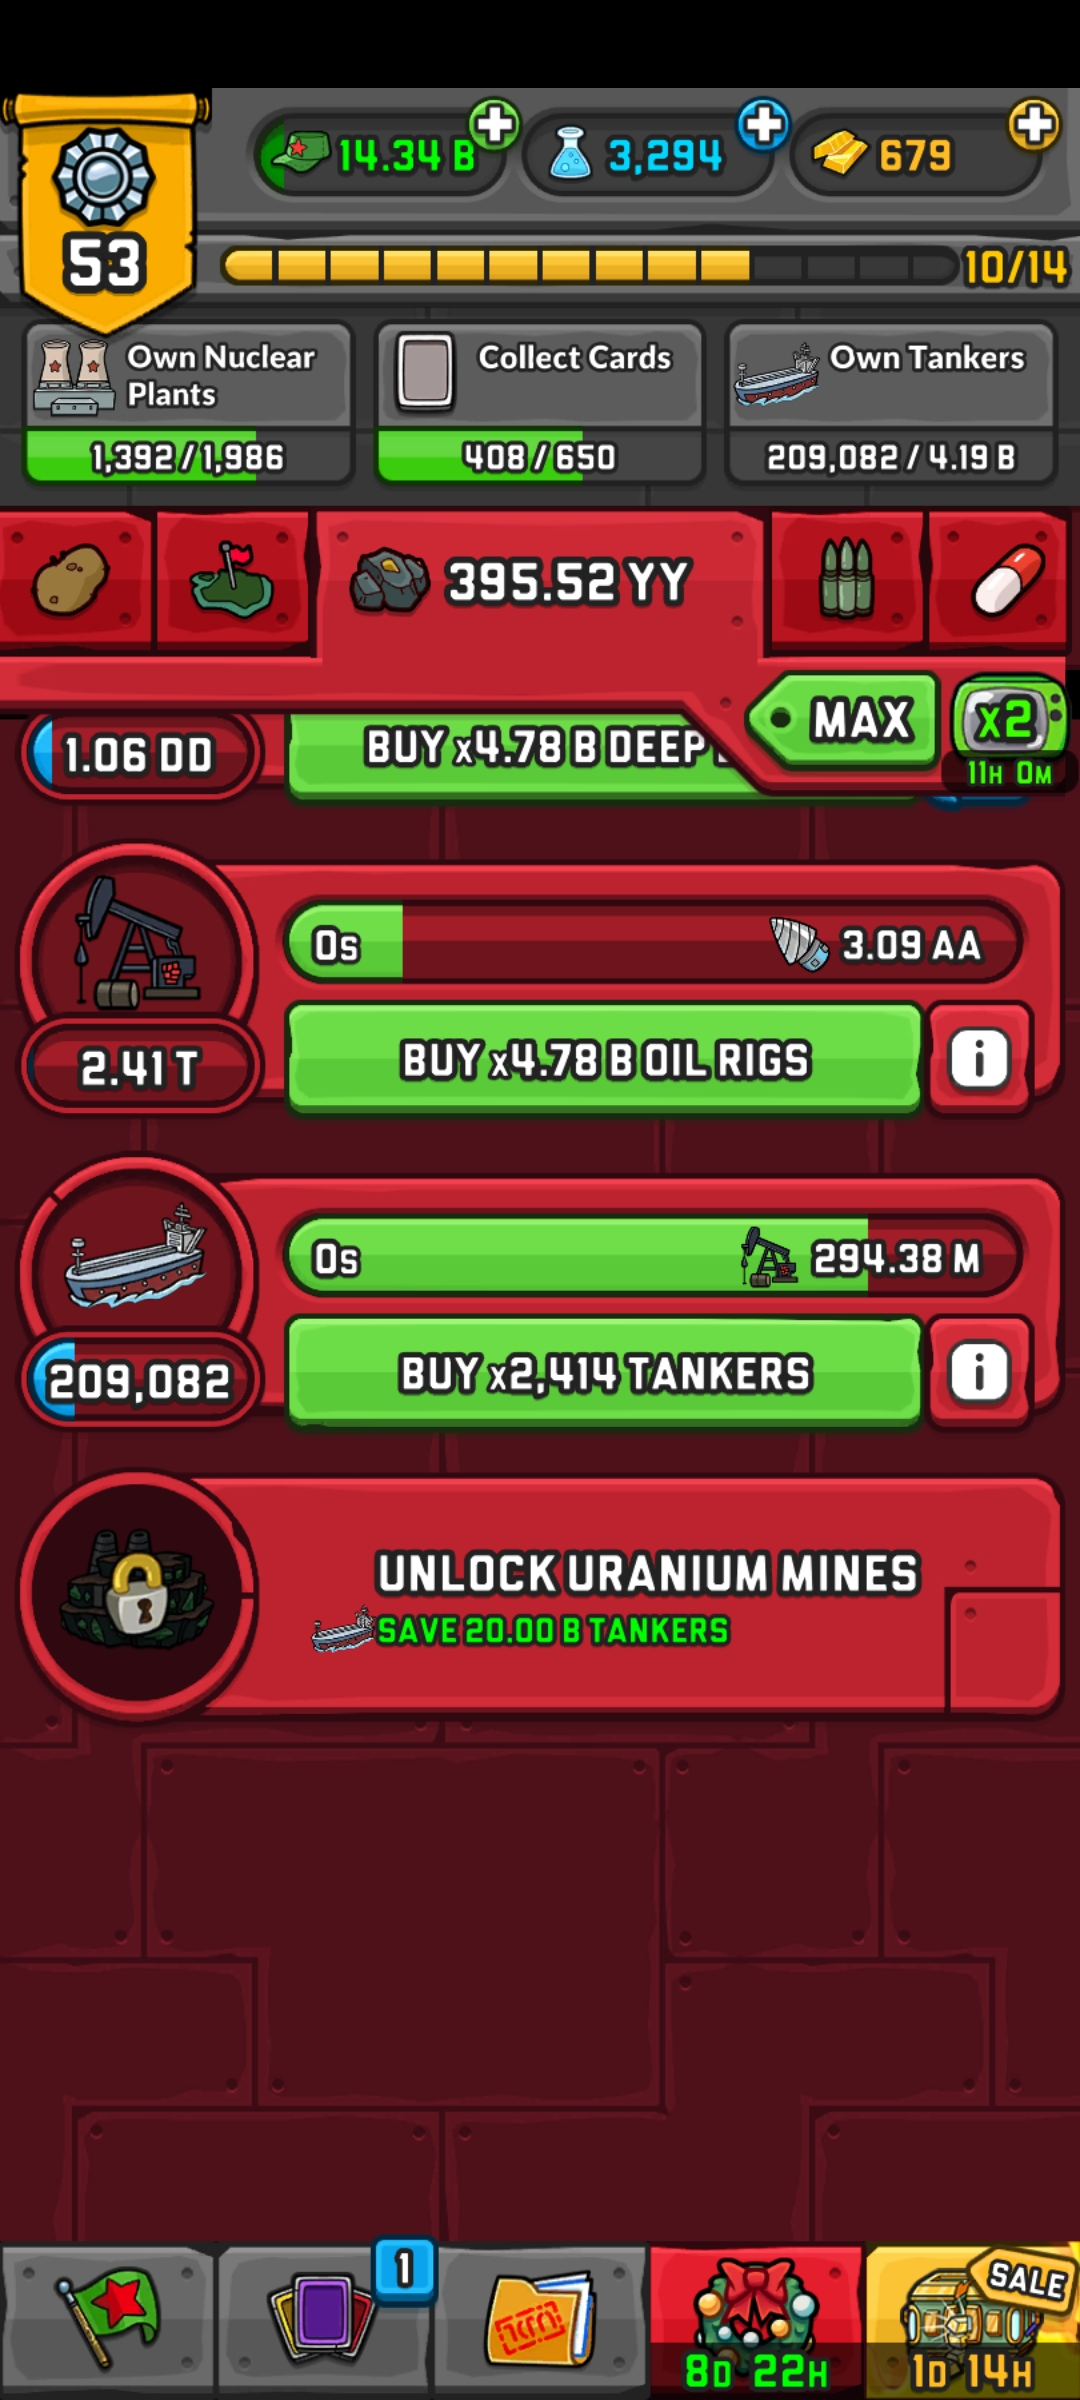 14.34 B
3,294
679
53
10/14
Own Nuclear
Plants
1,392/1,986
Collect Cards
408/650
Own Tankers
209,082/4.19 B
395.52 YY
MAX
x2
11H 0M
1.06 DD
BUY x4.78 B DEEP
0s
3.09 AA
2.41 T
BUY x4.78 B OIL RIGS
i
0s
294.38 M
209,082
BUY x2,414 TANKERS
i
UNLOCK URANIUM MINES
SAVE 20.00 B TANKERS
1
8D 22H
SALE
1D 14H